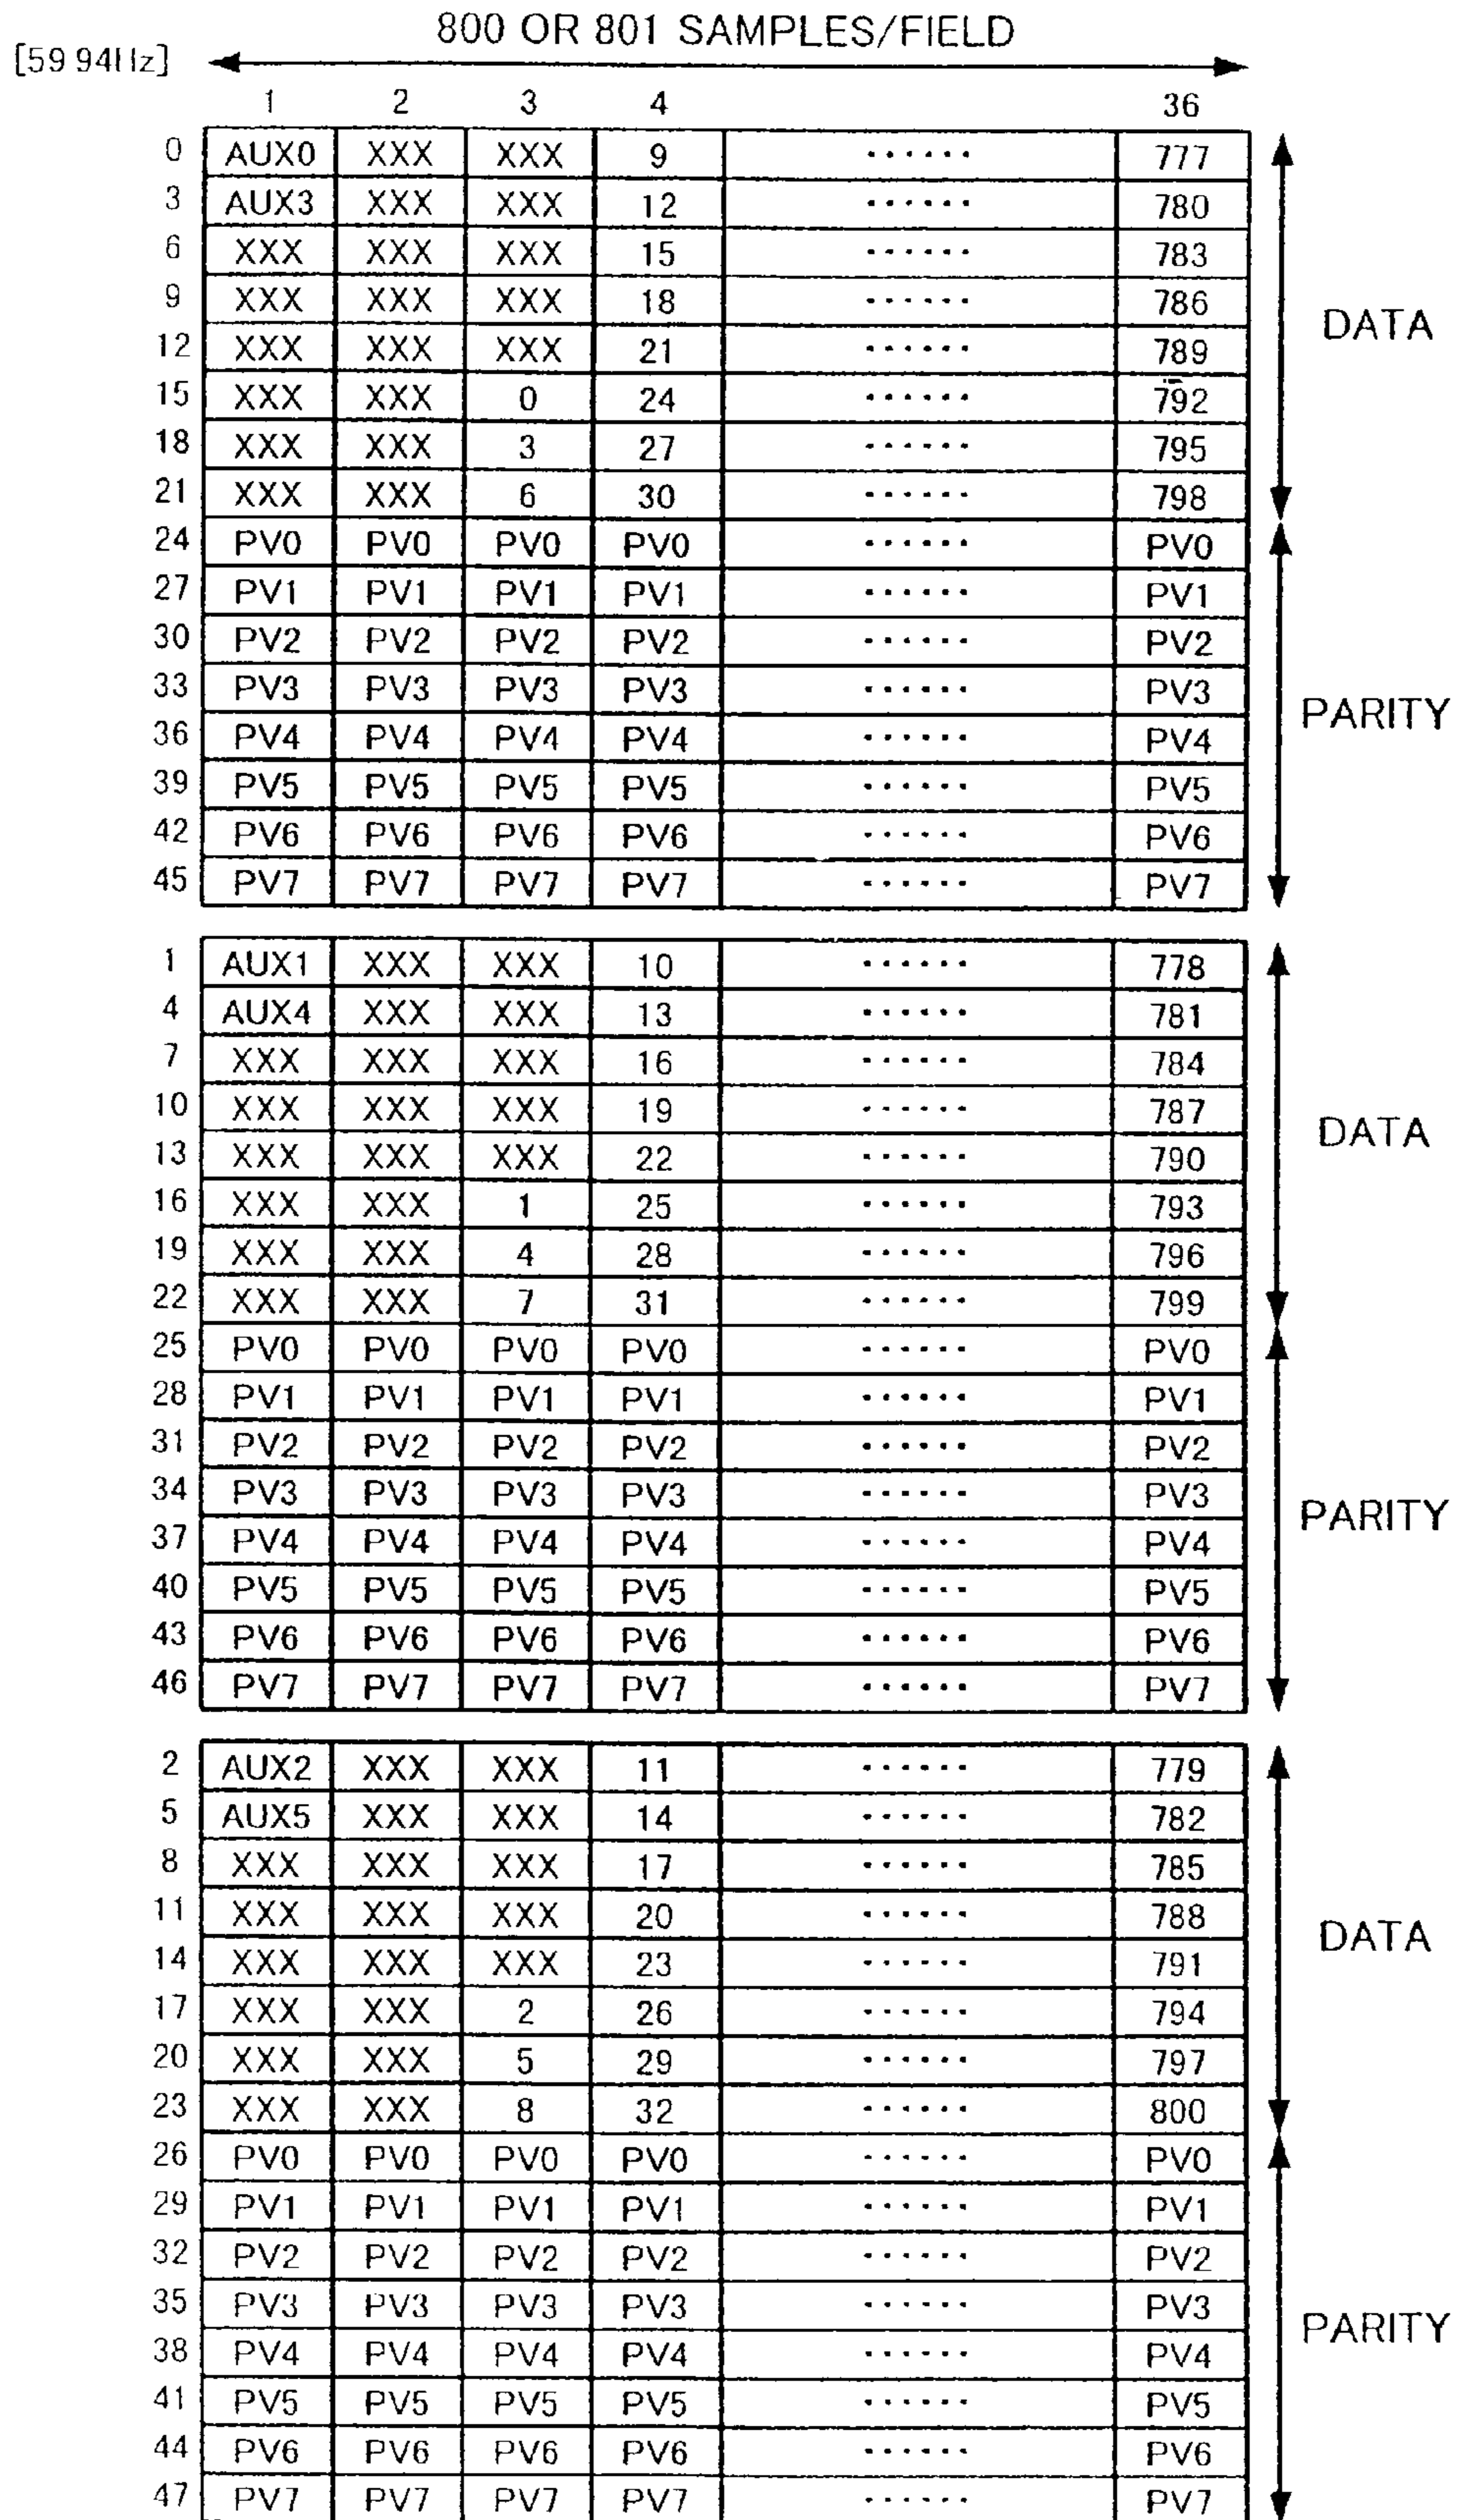 800 OR 801 SAMPLES/FIELD
[59 94Hz]
1 2 3 4 36
0 AUX0 XXX XXX 9 ...... 777
3 AUX3 XXX XXX 12 ...... 780
6 XXX XXX XXX 15 ...... 783
9 XXX XXX XXX 18 ...... 786
DATA
12 XXX XXX XXX 21 ...... 789
15 XXX XXX 0 24 ...... 792
18 XXX XXX 3 27 ...... 795
21 XXX XXX 6 30 ...... 798
24 PV0 PV0 PV0 PV0 ...... PV0
27 PV1 PV1 PV1 PV1 ...... PV1
30 PV2 PV2 PV2 PV2 ...... PV2
33 PV3 PV3 PV3 PV3 ...... PV3
PARITY
36 PV4 PV4 PV4 PV4 ...... PV4
39 PV5 PV5 PV5 PV5 ...... PV5
42 PV6 PV6 PV6 PV6 ...... PV6
45 PV7 PV7 PV7 PV7 ...... PV7
1 AUX1 XXX XXX 10 ...... 778
4 AUX4 XXX XXX 13 ...... 781
7 XXX XXX XXX 16 ...... 784
10 XXX XXX XXX 19 ...... 787
DATA
13 XXX XXX XXX 22 ...... 790
16 XXX XXX 1 25 ...... 793
19 XXX XXX 4 28 ...... 796
22 XXX XXX 7 31 ...... 799
25 PV0 PV0 PV0 PV0 ...... PV0
28 PV1 PV1 PV1 PV1 ...... PV1
31 PV2 PV2 PV2 PV2 ...... PV2
34 PV3 PV3 PV3 PV3 ...... PV3
PARITY
37 PV4 PV4 PV4 PV4 ...... PV4
40 PV5 PV5 PV5 PV5 ...... PV5
43 PV6 PV6 PV6 PV6 ...... PV6
46 PV7 PV7 PV7 PV7 ...... PV7
2 AUX2 XXX XXX 11 ...... 779
5 AUX5 XXX XXX 14 ...... 782
8 XXX XXX XXX 17 ...... 785
11 XXX XXX XXX 20 ...... 788
DATA
14 XXX XXX XXX 23 ...... 791
17 XXX XXX 2 26 ...... 794
20 XXX XXX 5 29 ...... 797
23 XXX XXX 8 32 ...... 800
26 PV0 PV0 PV0 PV0 ...... PV0
29 PV1 PV1 PV1 PV1 ...... PV1
32 PV2 PV2 PV2 PV2 ...... PV2
35 PV3 PV3 PV3 PV3 ...... PV3
PARITY
38 PV4 PV4 PV4 PV4 ...... PV4
41 PV5 PV5 PV5 PV5 ...... PV5
44 PV6 PV6 PV6 PV6 ...... PV6
47 PV7 PV7 PV7 PV7 ...... PV7